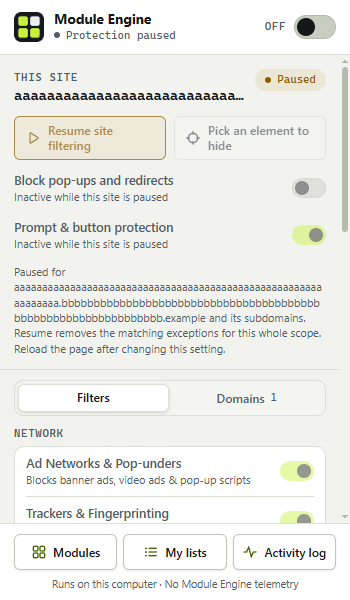 Module Engine
Protection paused
OFF
THIS SITE
Paused
aaaaaaaaaaaaaaaaaaaaaaaaaaa…
Resume site filtering
Pick an element to hide
Block pop-ups and redirects
Inactive while this site is paused
Prompt & button protection
Inactive while this site is paused
Paused for
aaaaaaaaaaaaaaaaaaaaaaaaaaaaaaaaaaaaaaaaaaaaaaaaaaaaa
aaaaaaaa.bbbbbbbbbbbbbbbbbbbbbbbbbbbbbbbbbbbbbbbbbb
bbbbbbbbbbbbbbbbbbbbb.example and its subdomains.
Resume removes the matching exceptions for this whole scope.
Reload the page after changing this setting.
Filters
Domains 1
NETWORK
Ad Networks & Pop-unders
Blocks banner ads, video ads & pop-up scripts
Trackers & Fingerprinting
Modules
My lists
Activity log
Runs on this computer · No Module Engine telemetry